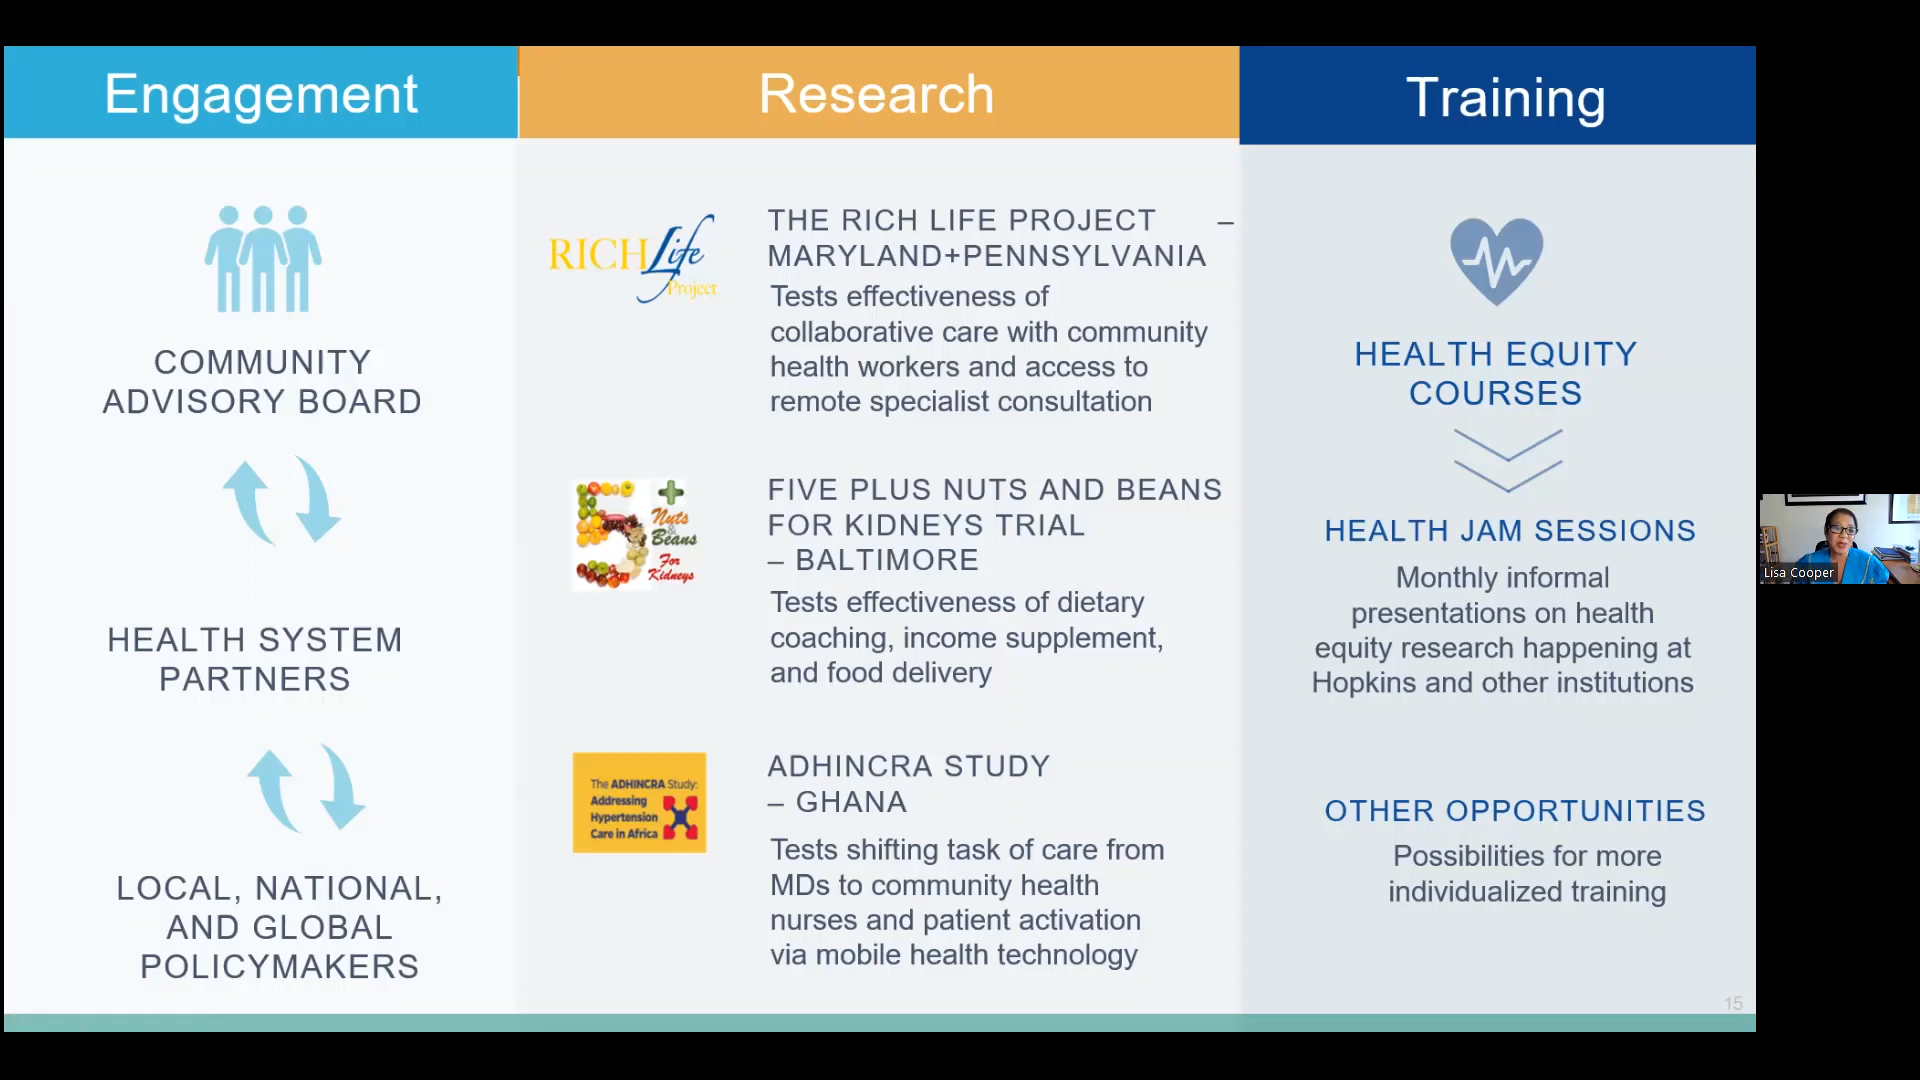 Engagement
Research
Training
COMMUNITY
ADVISORY BOARD
HEALTH SYSTEM
PARTNERS
LOCAL, NATIONAL,
AND GLOBAL
POLICYMAKERS
RICH Life
Project
THE RICH LIFE PROJECT –
MARYLAND+PENNSYLVANIA
Tests effectiveness of
collaborative care with community
health workers and access to
remote specialist consultation
5 +
Nuts
&
Beans
For
Kidneys
FIVE PLUS NUTS AND BEANS
FOR KIDNEYS TRIAL
– BALTIMORE
Tests effectiveness of dietary
coaching, income supplement,
and food delivery
The ADHINCRA Study:
Addressing
Hypertension
Care in Africa
ADHINCRA STUDY
– GHANA
Tests shifting task of care from
MDs to community health
nurses and patient activation
via mobile health technology
HEALTH EQUITY
COURSES
HEALTH JAM SESSIONS
Monthly informal
presentations on health
equity research happening at
Hopkins and other institutions
OTHER OPPORTUNITIES
Possibilities for more
individualized training
15
Lisa Cooper